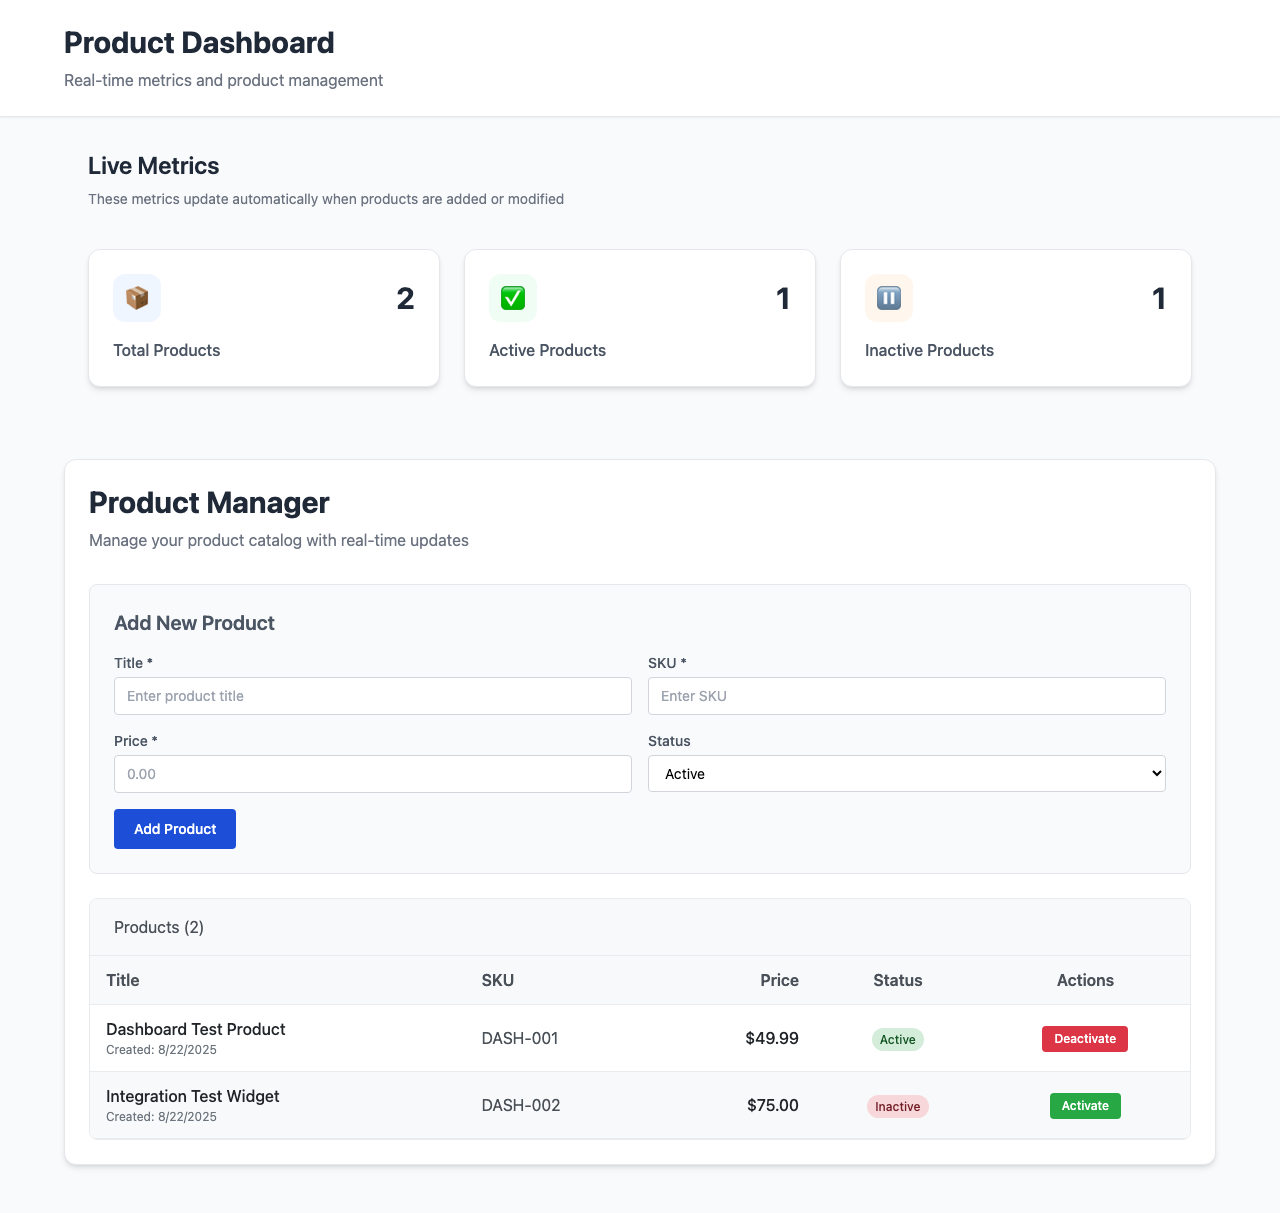 Product Dashboard
Real-time metrics and product management
Live Metrics
These metrics update automatically when products are added or modified
2
Total Products
1
Active Products
1
Inactive Products
Product Manager
Manage your product catalog with real-time updates
Add New Product
Title * SKU *
Enter product title Enter SKU
Price * Status
0.00 Active
Add Product
Products (2)
Title SKU Price Status Actions
Dashboard Test Product DASH-001 $49.99 Active Deactivate
Created: 8/22/2025
Integration Test Widget DASH-002 $75.00 Inactive Activate
Created: 8/22/2025